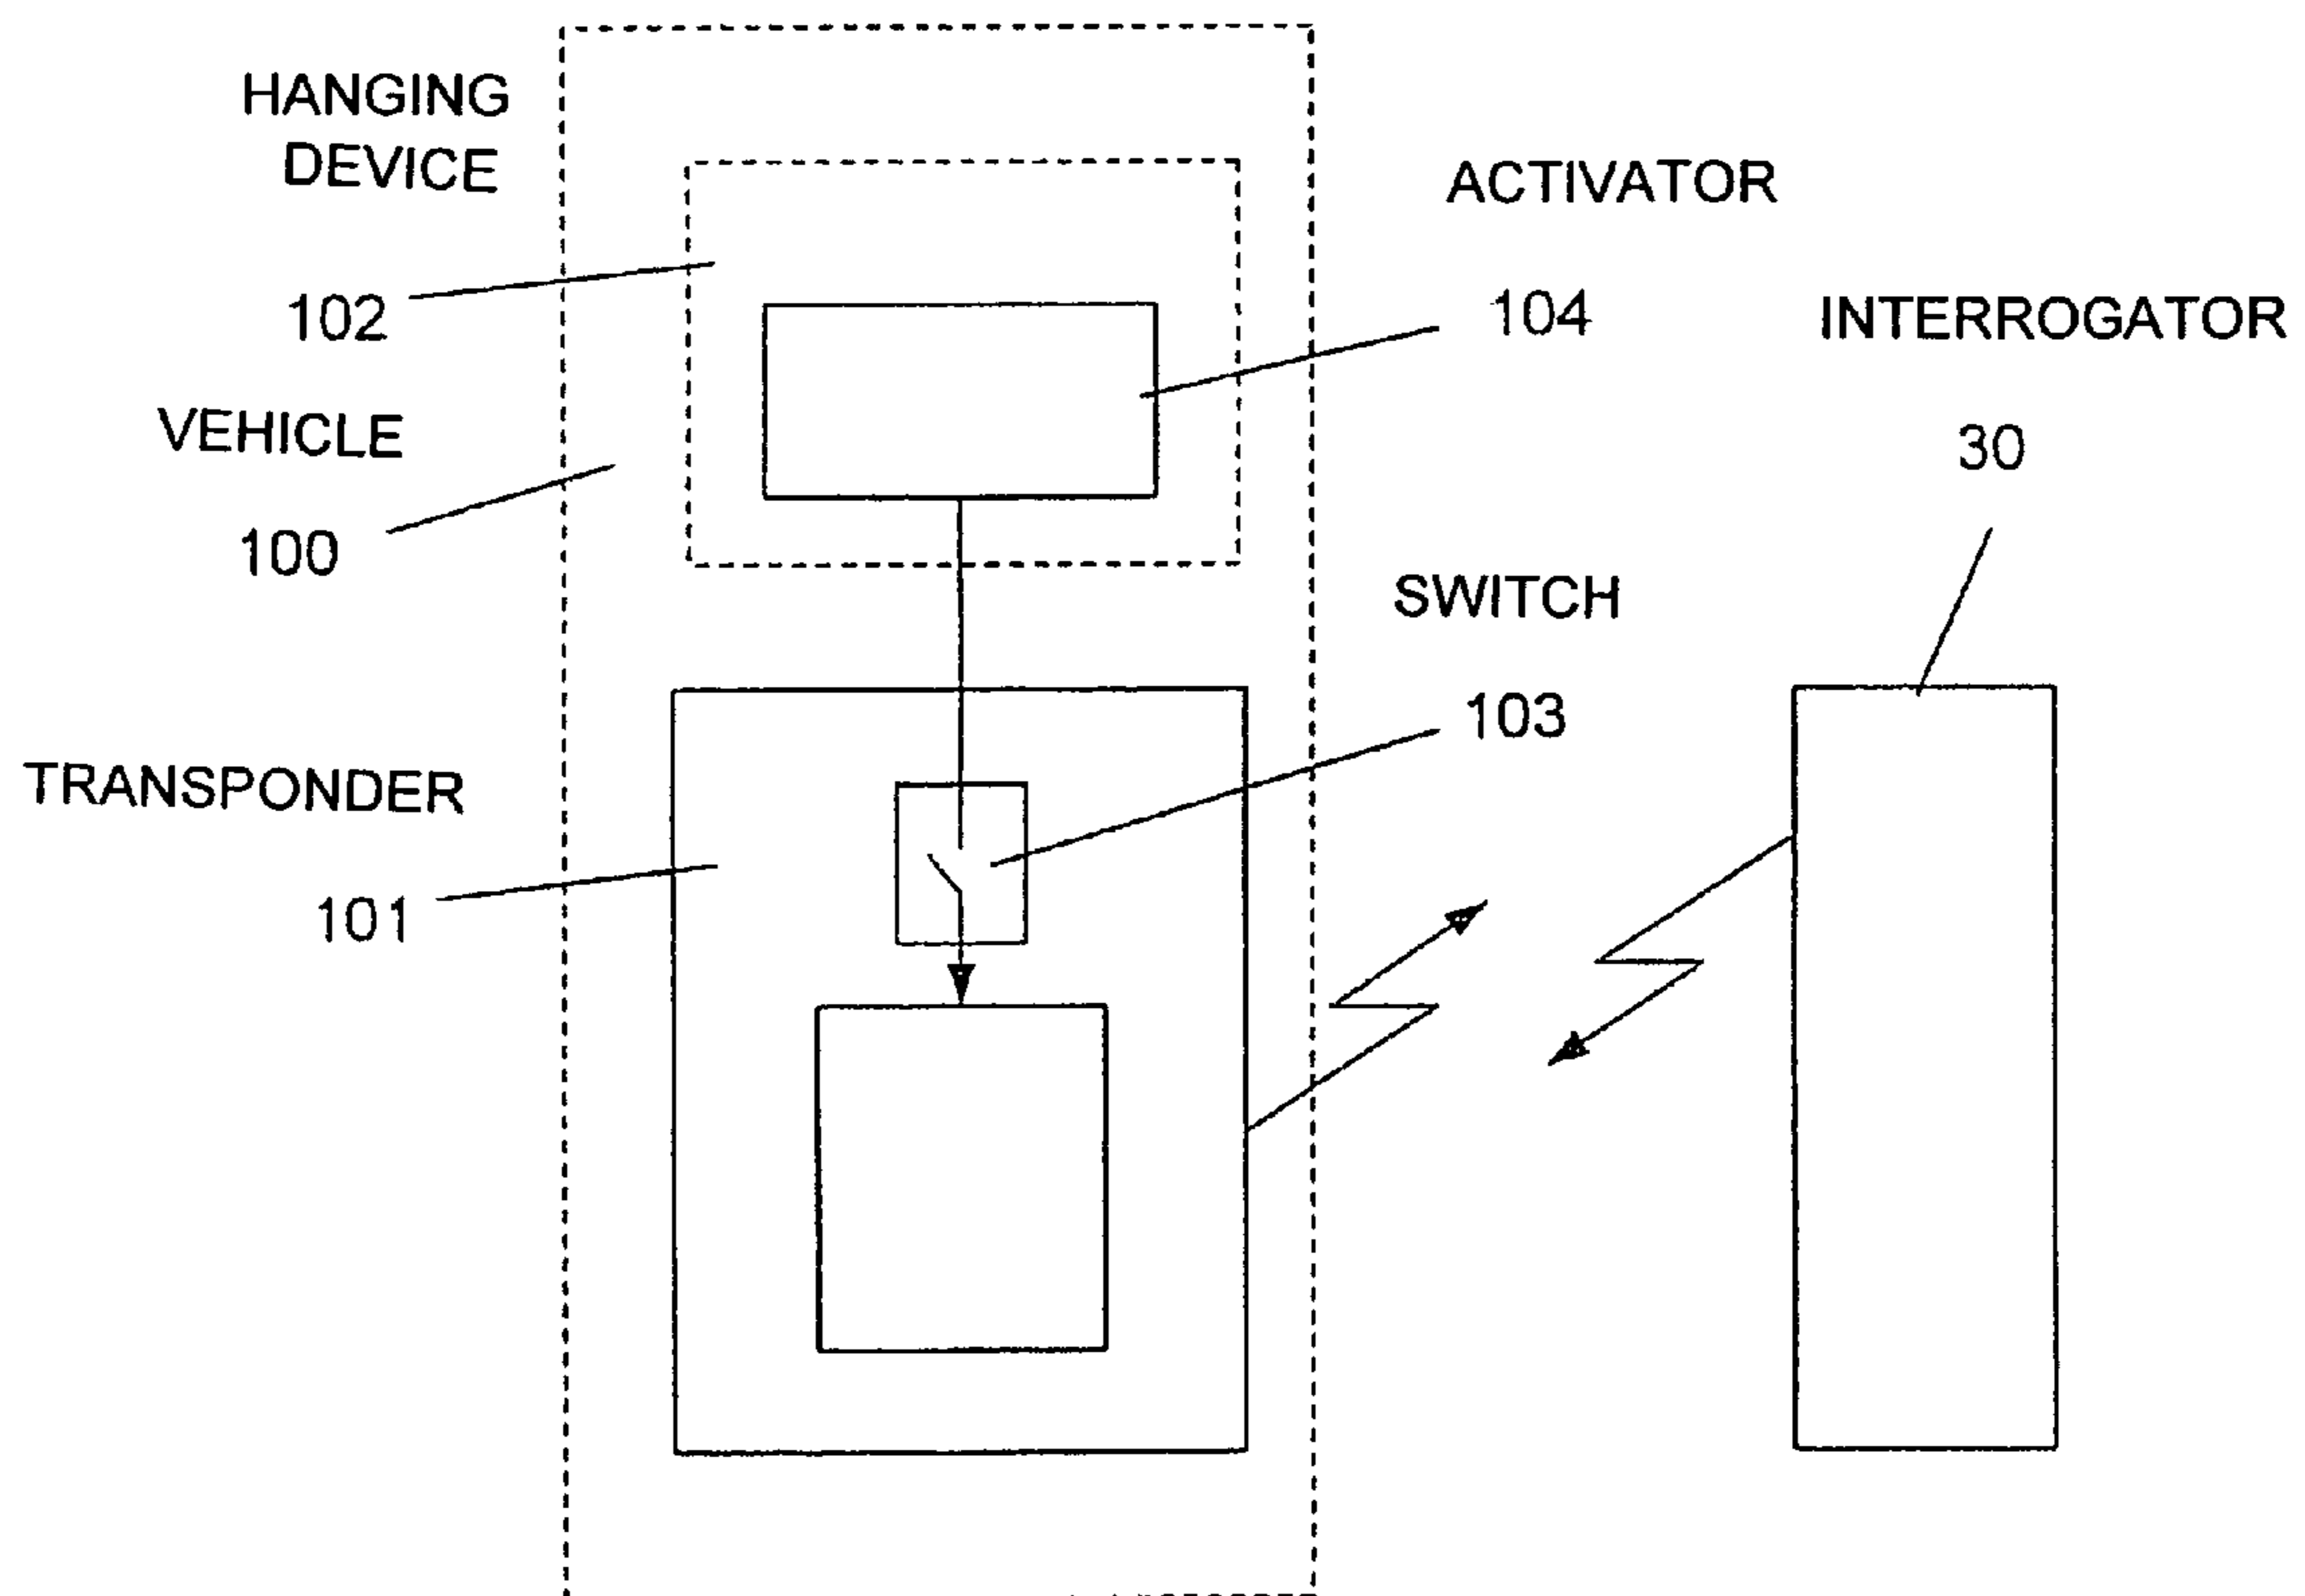 HANGING
DEVICE
102
ACTIVATOR
104
INTERROGATOR
30
VEHICLE
100
SWITCH
103
TRANSPONDER
101